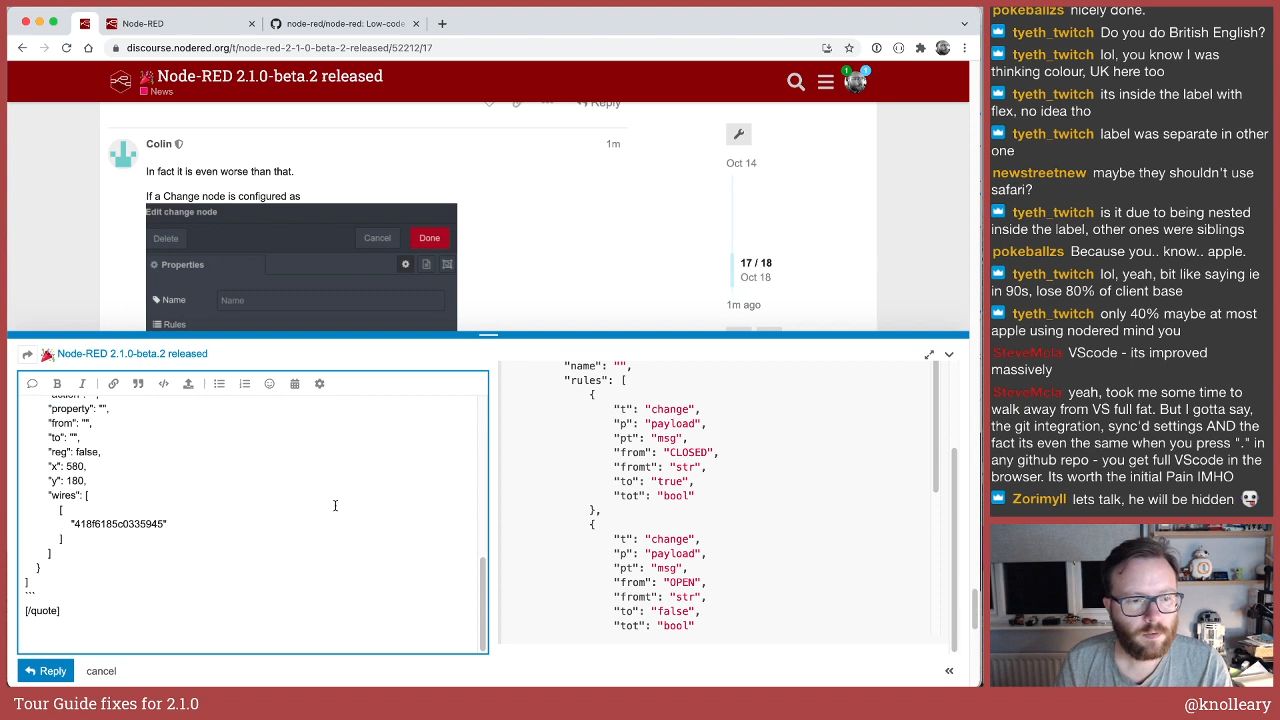 Node-RED
node-red/node-red: Low-code
discourse.nodered.org/t/node-red-2-1-0-beta-2-released/52212/17
Node-RED 2.1.0-beta.2 released
News
1
1
Reply
Colin
1m
In fact it is even worse than that.
If a Change node is configured as
Edit change node
Delete
Cancel
Done
Properties
Name
Name
Rules
Oct 14
17 / 18
Oct 18
1m ago
Node-RED 2.1.0-beta.2 released
B
I
"property": "",
"from": "",
"to": "",
"reg": false,
"x": 580,
"y": 180,
"wires": [
[
"418f6185c0335945"
]
]
}
]
```
[/quote]
"name": "",
"rules": [
{
"t": "change",
"p": "payload",
"pt": "msg",
"from": "CLOSED",
"fromt": "str",
"to": "true",
"tot": "bool"
},
{
"t": "change",
"p": "payload",
"pt": "msg",
"from": "OPEN",
"fromt": "str",
"to": "false",
"tot": "bool"
Reply
cancel
pokeballzs nicely done.
tyeth_twitch Do you do British English?
tyeth_twitch lol, you know I was
thinking colour, UK here too
tyeth_twitch its inside the label with
flex, no idea tho
tyeth_twitch label was separate in other
one
newstreetnew maybe they shouldn't use
safari?
tyeth_twitch is it due to being nested
inside the label, other ones were siblings
pokeballzs Because you.. know.. apple.
tyeth_twitch lol, yeah, bit like saying ie
in 90s, lose 80% of client base
tyeth_twitch only 40% maybe at most
apple using nodered mind you
SteveMcla VScode - its improved
massively
SteveMcla yeah, took me some time to
walk away from VS full fat. But I gotta say,
the git integration, sync'd settings AND the
fact its even the same when you press "." in
any github repo - you get full VScode in the
browser. Its worth the initial Pain IMHO
Zorimyll lets talk, he will be hidden
Tour Guide fixes for 2.1.0
@knolleary